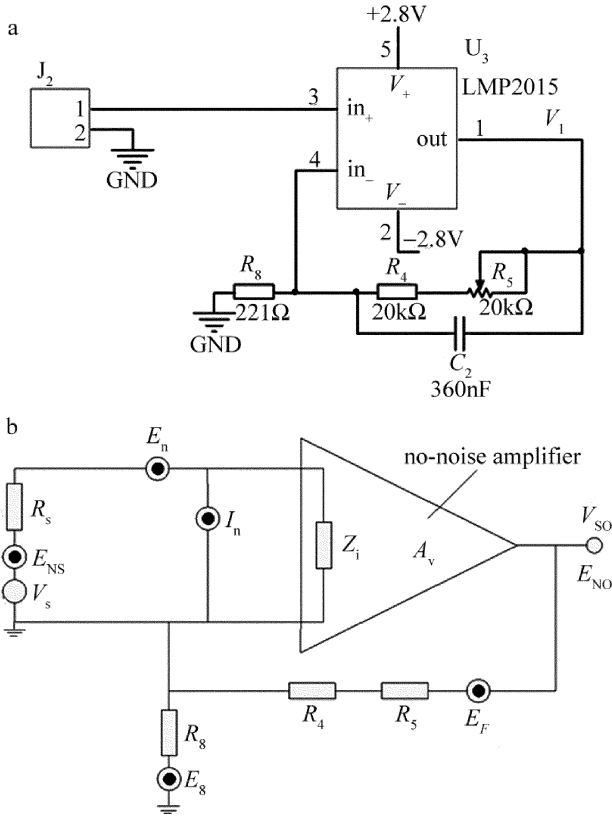 a
+2.8V
5
U3
J2
V+
LMP2015
1
3
in+
out
1
V1
2
4
in−
GND
V−
2
−2.8V
R8
R4
R5
221Ω
20kΩ
20kΩ
GND
C2
360nF
b
En
no-noise amplifier
Rs
In
VSO
ENS
Zi
Av
Vs
ENO
R4
R5
EF
R8
E8